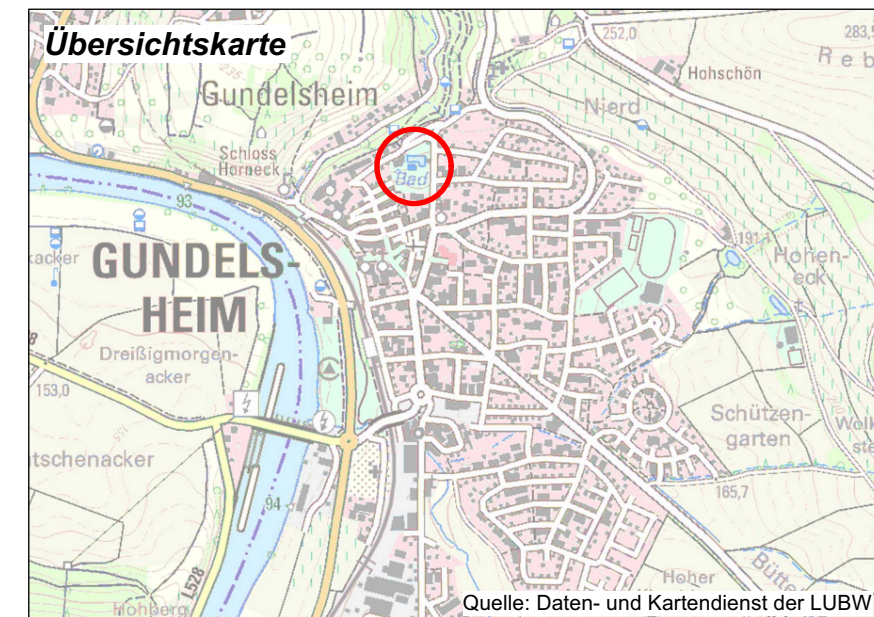 Übersichtskarte
252,0
283,5
Reb
Hohschön
Gundelsheim
Nierd
Schloss
Horneck
Bad
93
GUNDELS-
HEIM
191,1
Hohen-
eck
acker
Dreißigmorgen-
acker
153,0
Schützen-
garten
tschenacker
165,7
94
L528
Hoher
Hohberg
Quelle: Daten- und Kartendienst der LUBW